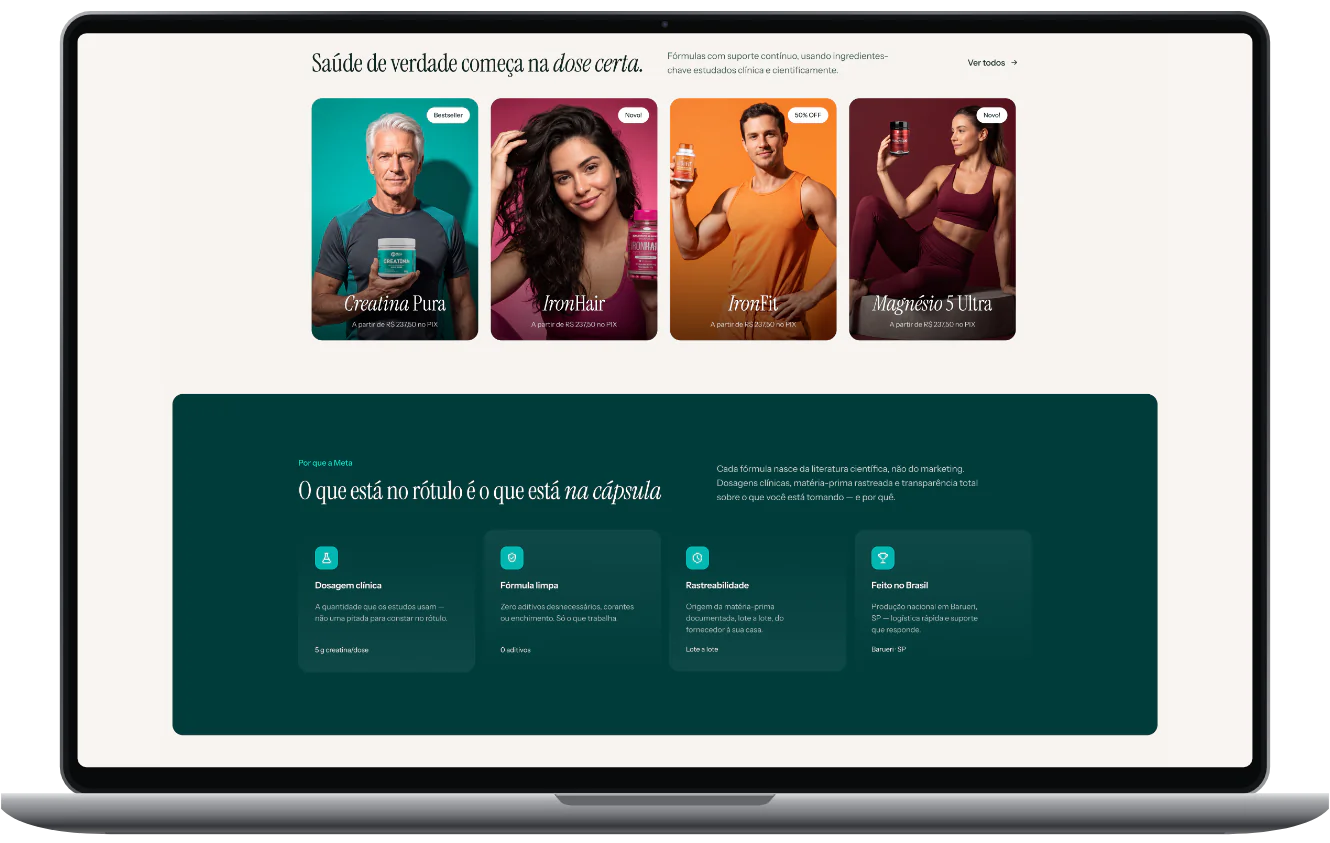 Saúde de verdade começa na dose certa.
Fórmulas com suporte contínuo, usando ingredientes-
chave estudados clínica e cientificamente.
Ver todos →
Bestseller
CREATINA
Creatina Pura
A partir de R$ 237,50 no PIX
Novo!
IRONHAIR
IronHair
A partir de R$ 237,50 no PIX
50% OFF
IronFit
A partir de R$ 237,50 no PIX
Novo!
Magnésio 5 Ultra
A partir de R$ 237,50 no PIX
Por que a Meta
O que está no rótulo é o que está na cápsula
Cada fórmula nasce da literatura científica, não do marketing.
Dosagens clínicas, matéria-prima rastreada e transparência total
sobre o que você está tomando — e por quê.
Dosagem clínica
A quantidade que os estudos usam —
não uma pitada para constar no rótulo.
5 g creatina/dose
Fórmula limpa
Zero aditivos desnecessários, corantes
ou enchimento. Só o que trabalha.
0 aditivos
Rastreabilidade
Origem da matéria-prima
documentada, lote a lote, do
fornecedor à sua casa.
Lote a lote
Feito no Brasil
Produção nacional em Barueri,
SP — logística rápida e suporte
que responde.
Barueri· SP